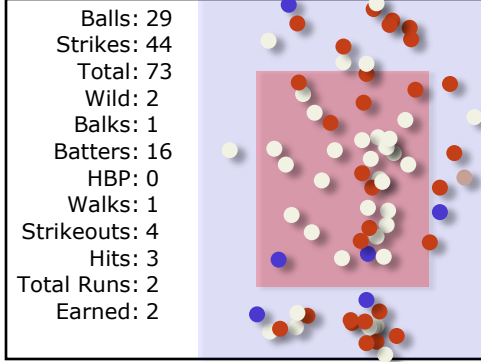 Balls: 29
Strikes: 44
Total: 73
Wild: 2
Balks: 1
Batters: 16
HBP: 0
Walks: 1
Strikeouts: 4
Hits: 3
Total Runs: 2
Earned: 2